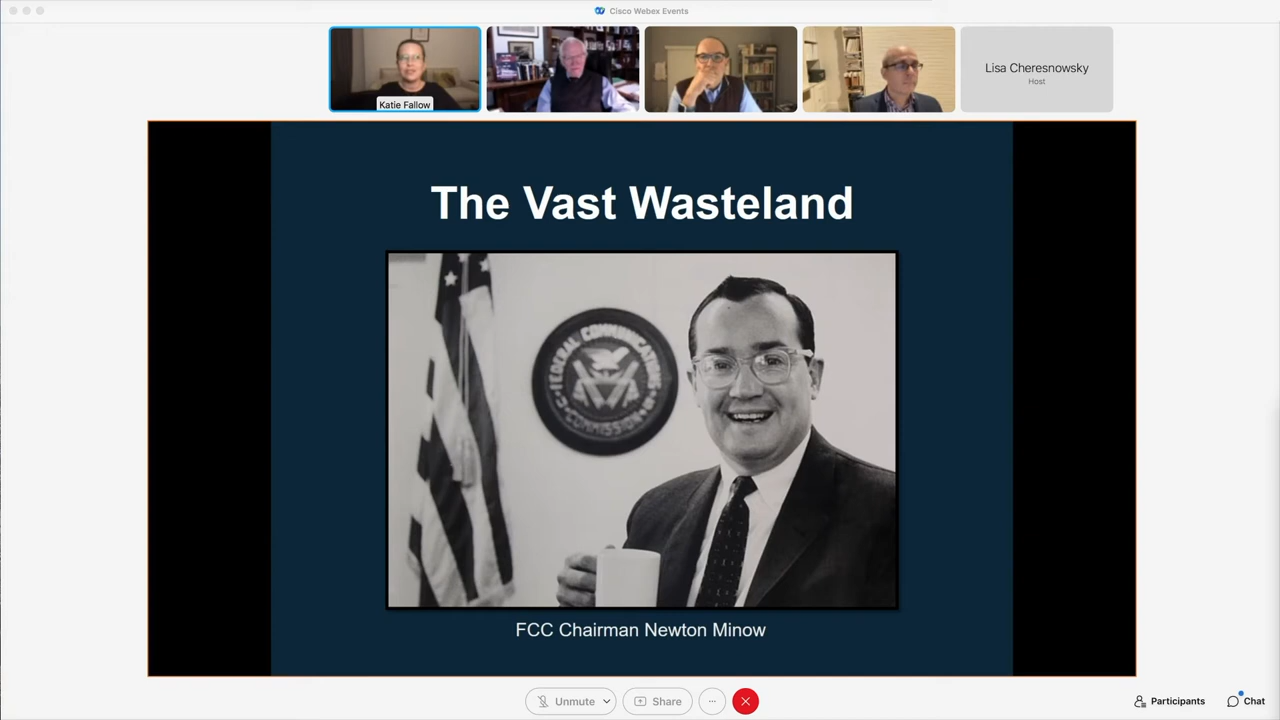 Cisco Webex Events
Katie Fallow
Lisa Cheresnowsky
Host
The Vast Wasteland
FEDERAL COMMUNICATIONS
COMMISSION
FCC Chairman Newton Minow
Unmute
Share
Participants
Chat